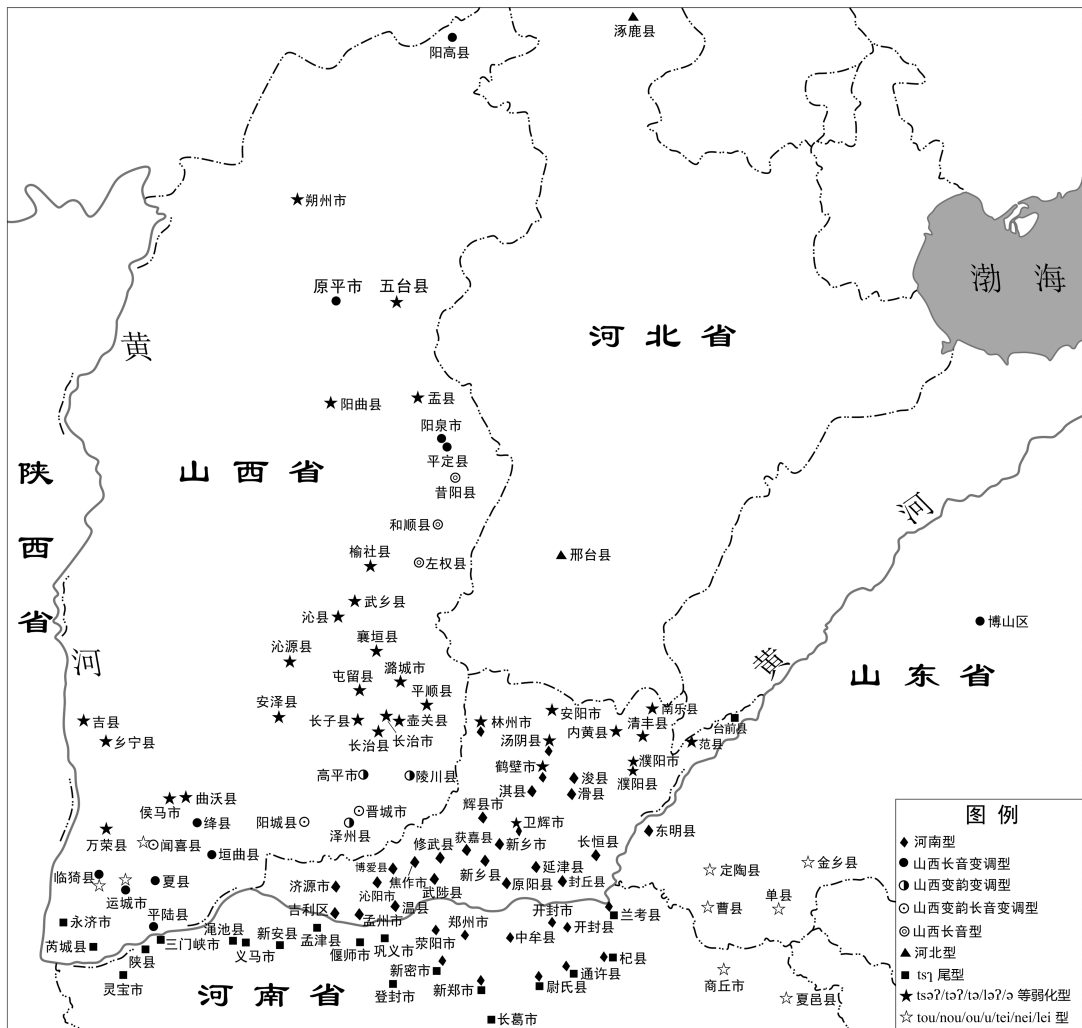 涿鹿县
阳高县
朔州市
渤 海
原平市
五台县
河北省
黄
阳曲县
盂县
阳泉市
平定县
昔阳县
陕西省
山西省
河
和顺县
左权县
邢台县
榆社县
武乡县
沁县
襄垣县
博山区
沁源县
潞城市
屯留县
平顺县
河
黄
山东省
安泽县
长子县
壶关县
长治市
长治县
吉县
乡宁县
林州市
安阳市
南乐县
内黄县
清丰县
台前县
范县
汤阴县
鹤壁市
濮阳市
濮阳县
高平市
陵川县
浚县
淇县
滑县
侯马市
曲沃县
绛县
阳城县
晋城市
泽州县
辉县市
卫辉市
万荣县
闻喜县
垣曲县
修武县
获嘉县
新乡市
长恒县
东明县
博爱县
焦作市
新乡县
延津县
临猗县
运城市
夏县
济源市
沁阳市
武陟县
原阳县
封丘县
定陶县
金乡县
曹县
单县
永济市
平陆县
吉利区
孟州市
温县
郑州市
开封市
兰考县
渑池县
新安县
芮城县
三门峡市
义马市
孟津县
偃师市
巩义市
荥阳市
中牟县
开封县
陕县
灵宝市
河南省
登封市
新密市
新郑市
尉氏县
通许县
杞县
长葛市
商丘市
夏邑县
图 例
河南型
山西长音变调型
山西变韵变调型
山西变韵长音变调型
山西长音型
河北型
tsʅ 尾型
tsəʔ/təʔ/tə/ləʔ/ə 等弱化型
tou/nou/ou/u/tei/nei/lei 型